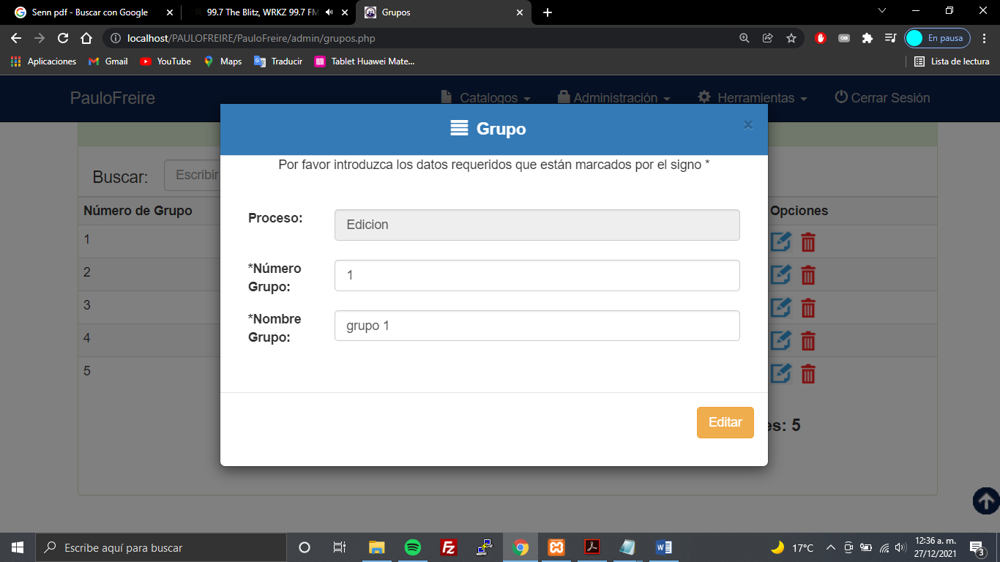 Senn pdf - Buscar con Google
99.7 The Blitz, WRKZ 99.7 FM
Grupos
localhost/PAULOFREIRE/PauloFreire/admin/grupos.php
En pausa
Aplicaciones
Gmail
YouTube
Maps
Traducir
Tablet Huawei Mate...
Lista de lectura
PauloFreire
Catalogos
Administración
Herramientas
Cerrar Sesión
Grupo
×
Por favor introduzca los datos requeridos que están marcados por el signo *
Buscar:
Escribir
Número de Grupo
Opciones
1
2
3
4
5
Proceso:
Edicion
*Número
Grupo:
1
*Nombre
Grupo:
grupo 1
Editar
es: 5
Escribe aquí para buscar
17°C
12:36 a. m.
27/12/2021
3